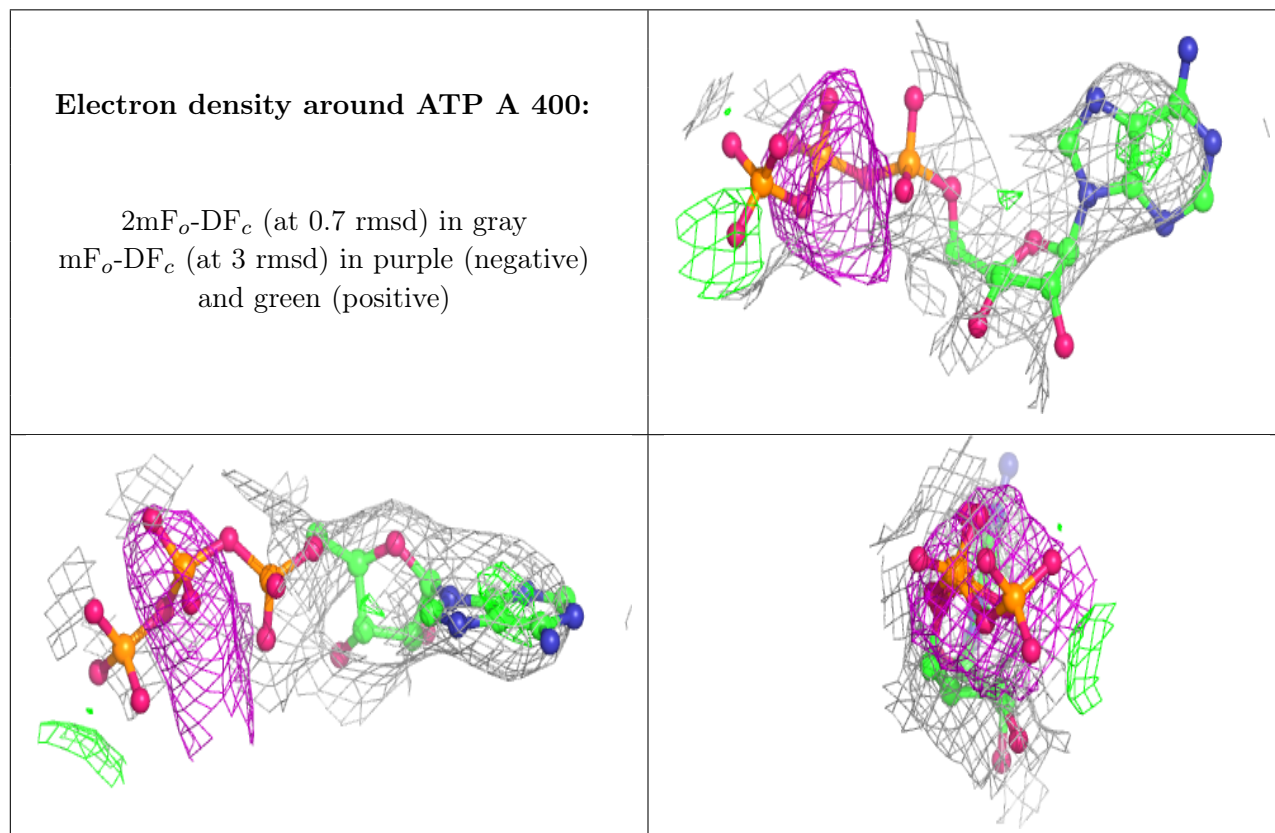 Electron density around ATP A 400:
2mFo-DFc (at 0.7 rmsd) in gray
mFo-DFc (at 3 rmsd) in purple (negative)
and green (positive)